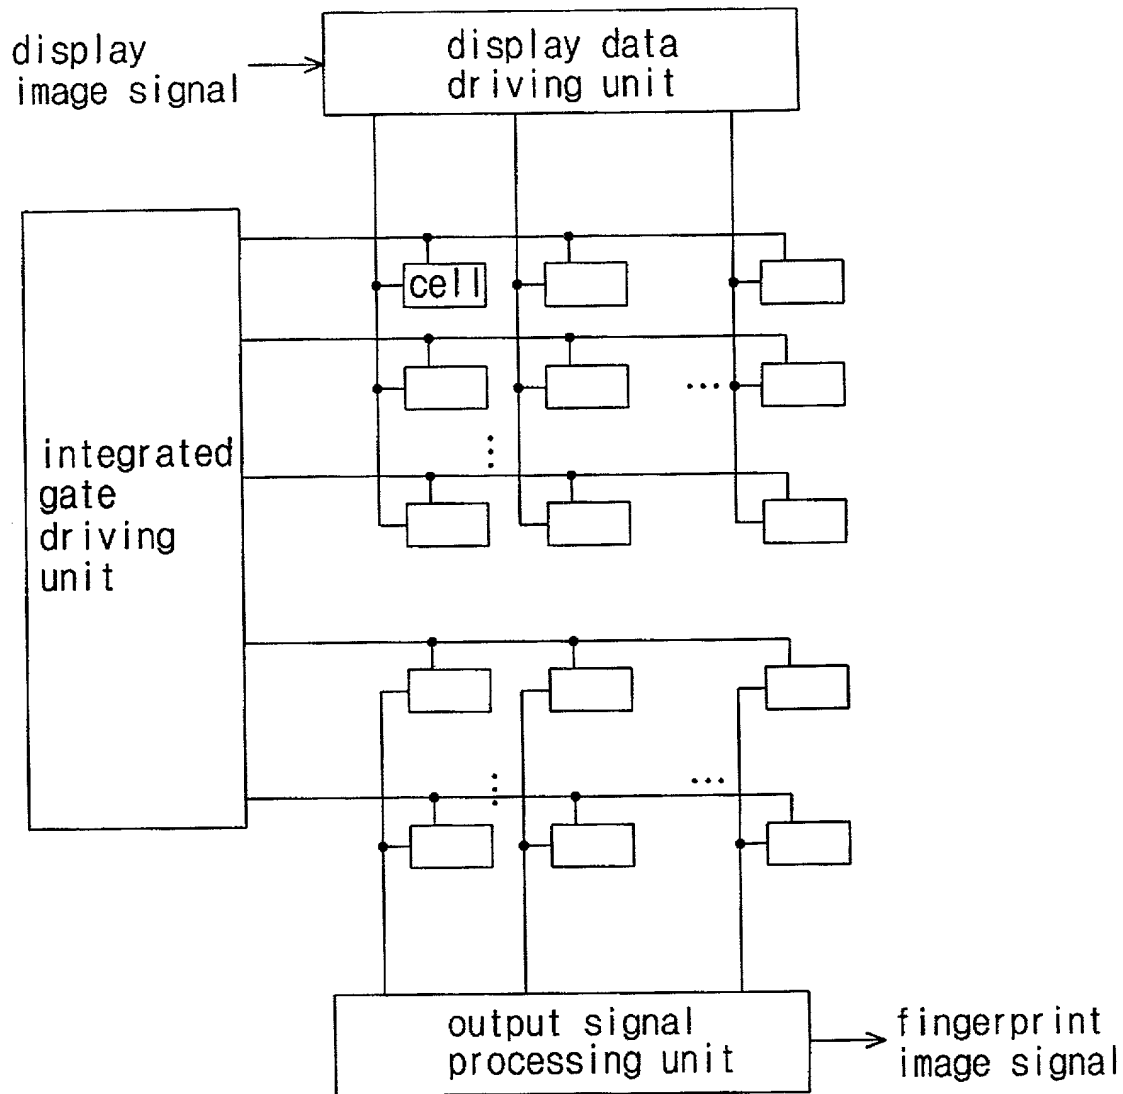 display
image signal
display data
driving unit
cell
integrated
gate
driving
unit
output signal
processing unit
fingerprint
image signal